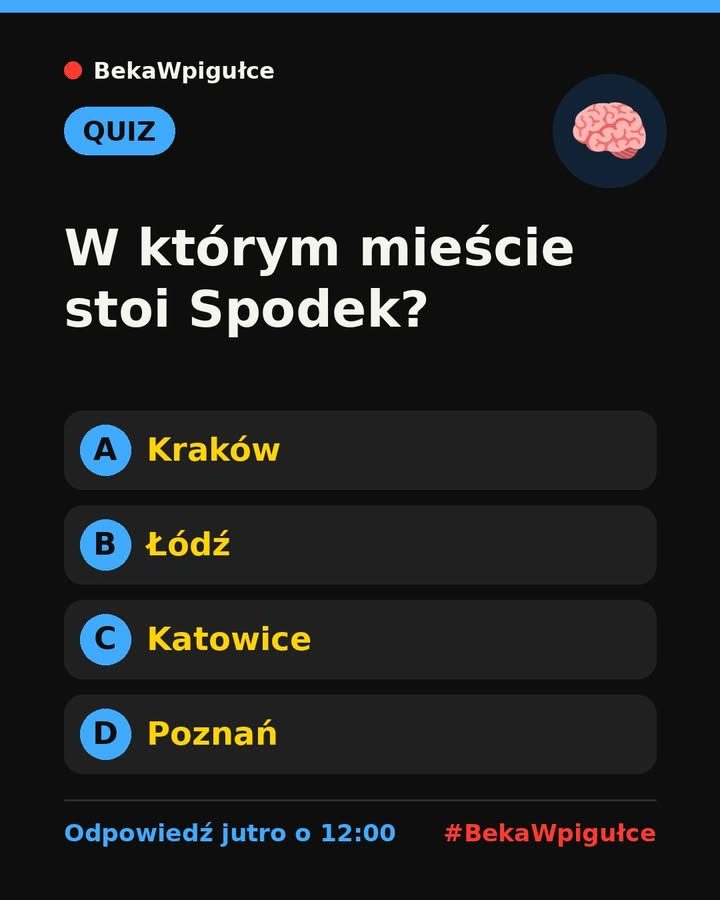 BekaWpigułce
QUIZ
W którym mieście
stoi Spodek?
A Kraków
B Łódź
C Katowice
D Poznań
Odpowiedź jutro o 12:00 #BekaWpigułce